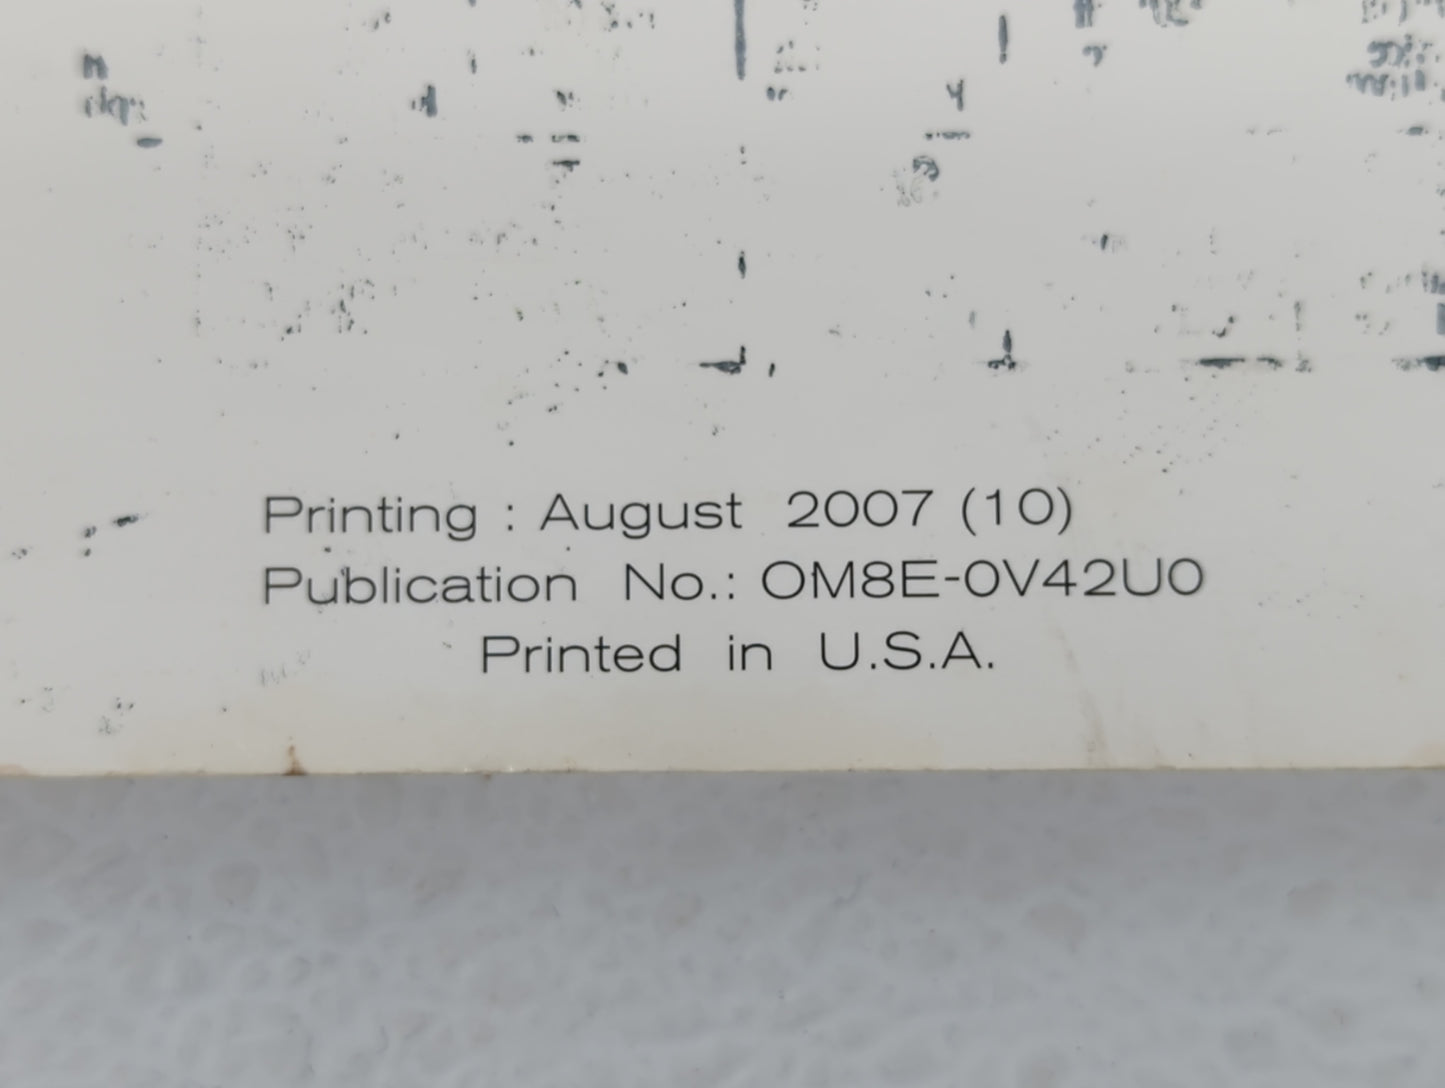 Printing : August 2007 (10)
Publication No.: OM8E-0V42U0
Printed in U.S.A.